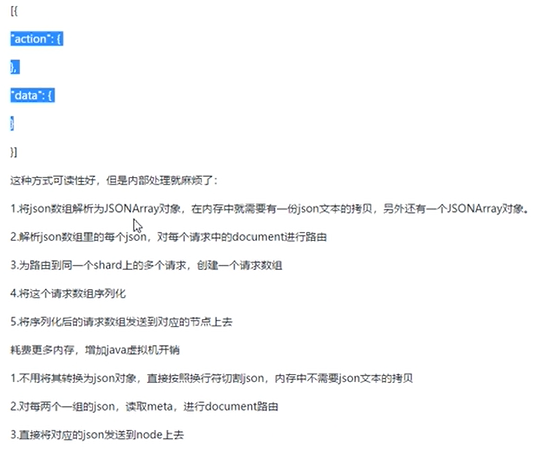 [{
"action": {
},
"data": {
}
}]
这种方式可读性好，但是内部处理就麻烦了：
1.将json数组解析为JSONArray对象，在内存中就需要有一份json文本的拷贝，另外还有一个JSONArray对象。
2.解析json数组里的每个json，对每个请求中的document进行路由
3.为路由到同一个shard上的多个请求，创建一个请求数组
4.将这个请求数组序列化
5.将序列化后的请求数组发送到对应的节点上去
耗费更多内存，增加java虚拟机开销
1.不用将其转换为json对象，直接按照换行符切割json，内存中不需要json文本的拷贝
2.对每两个一组的json，读取meta，进行document路由
3.直接将对应的json发送到node上去